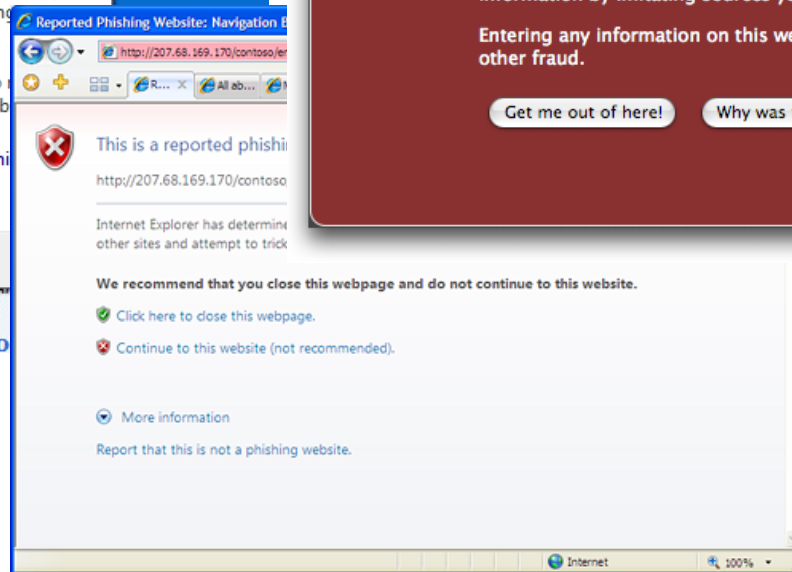 Entering any information on this
other fraud.
Get me out of here!
Why was
Reported Phishing Website: Navigation
http://207.68.169.170/contoso/
R...
All ab...
This is a reported
http://207.68.169.170/contoso
Internet Explorer has
other sites and attempt to trick
We recommend that you close this webpage and do not continue to this website.
Click here to close this webpage.
Continue to this website (not recommended).
More information
Report that this is not a phishing website.
Internet
100%